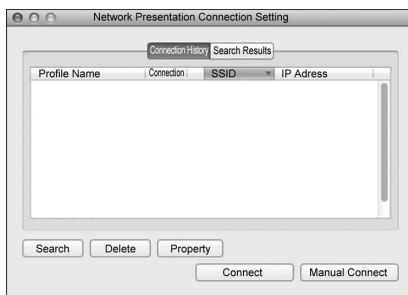 Network Presentation Connection Setting
Connection History Search Results
Profile Name Connection SSID IP Adress
Search Delete Property
Connect Manual Connect